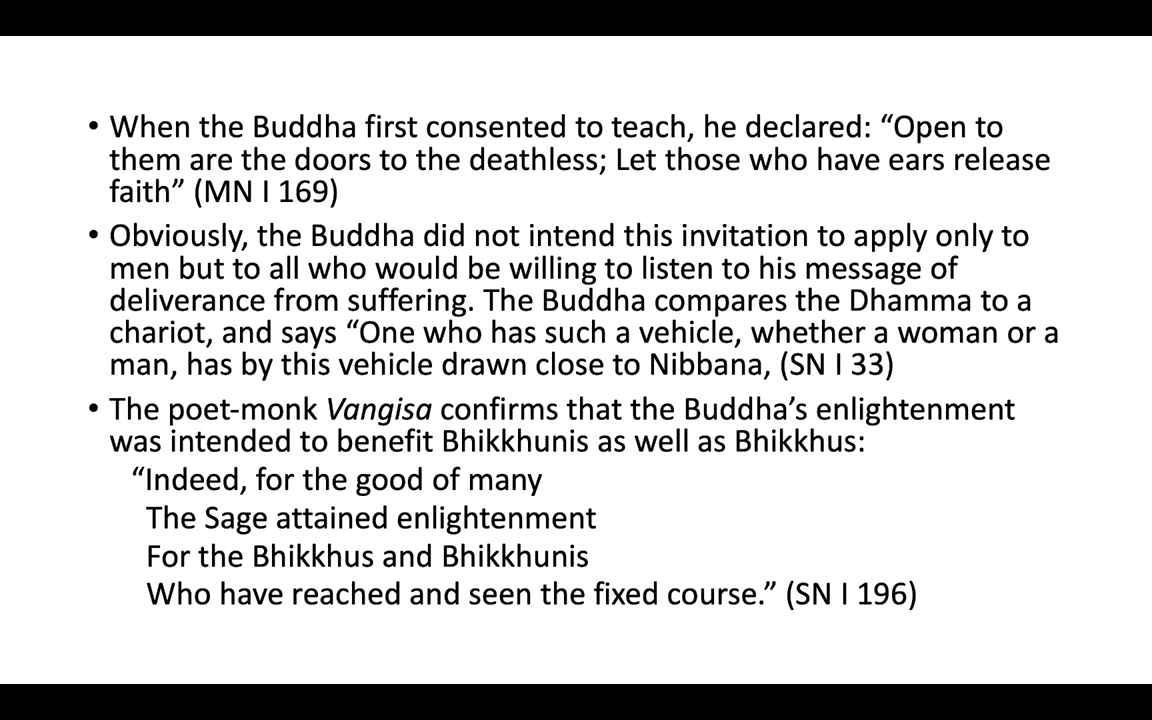 • When the Buddha first consented to teach, he declared: “Open to
them are the doors to the deathless; Let those who have ears release
faith” (MN I 169)
• Obviously, the Buddha did not intend this invitation to apply only to
men but to all who would be willing to listen to his message of
deliverance from suffering. The Buddha compares the Dhamma to a
chariot, and says “One who has such a vehicle, whether a woman or a
man, has by this vehicle drawn close to Nibbana, (SN I 33)
• The poet-monk Vangisa confirms that the Buddha’s enlightenment
was intended to benefit Bhikkhunis as well as Bhikkhus:
“Indeed, for the good of many
The Sage attained enlightenment
For the Bhikkhus and Bhikkhunis
Who have reached and seen the fixed course.” (SN I 196)